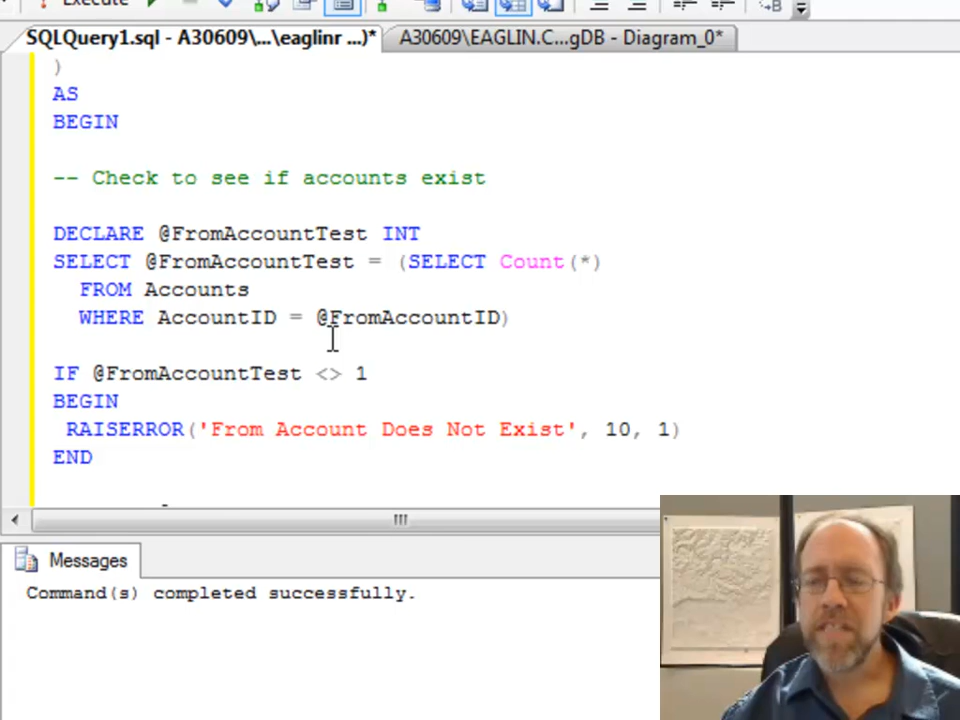 Execute
SQLQuery1.sql - A30609\...\eaglinr ...)*
A30609\EAGLIN.C...gDB - Diagram_0*
)
AS
BEGIN
-- Check to see if accounts exist
DECLARE @FromAccountTest INT
SELECT @FromAccountTest = (SELECT Count(*)
FROM Accounts
WHERE AccountID = @FromAccountID)
IF @FromAccountTest <> 1
BEGIN
RAISERROR('From Account Does Not Exist', 10, 1)
END
Messages
Command(s) completed successfully.